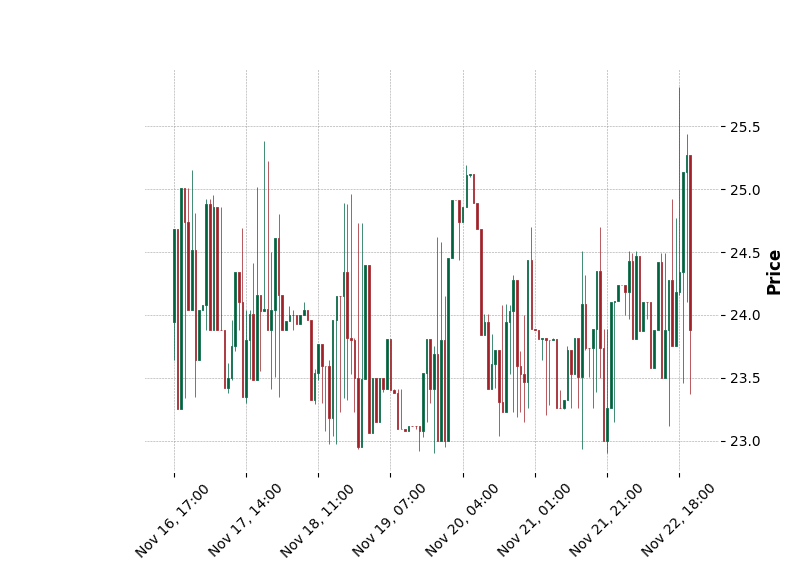 25.5
25.0
24.5
24.0
23.5
23.0
Price
Nov 16, 17:00
Nov 17, 14:00
Nov 18, 11:00
Nov 19, 07:00
Nov 20, 04:00
Nov 21, 01:00
Nov 21, 21:00
Nov 22, 18:00